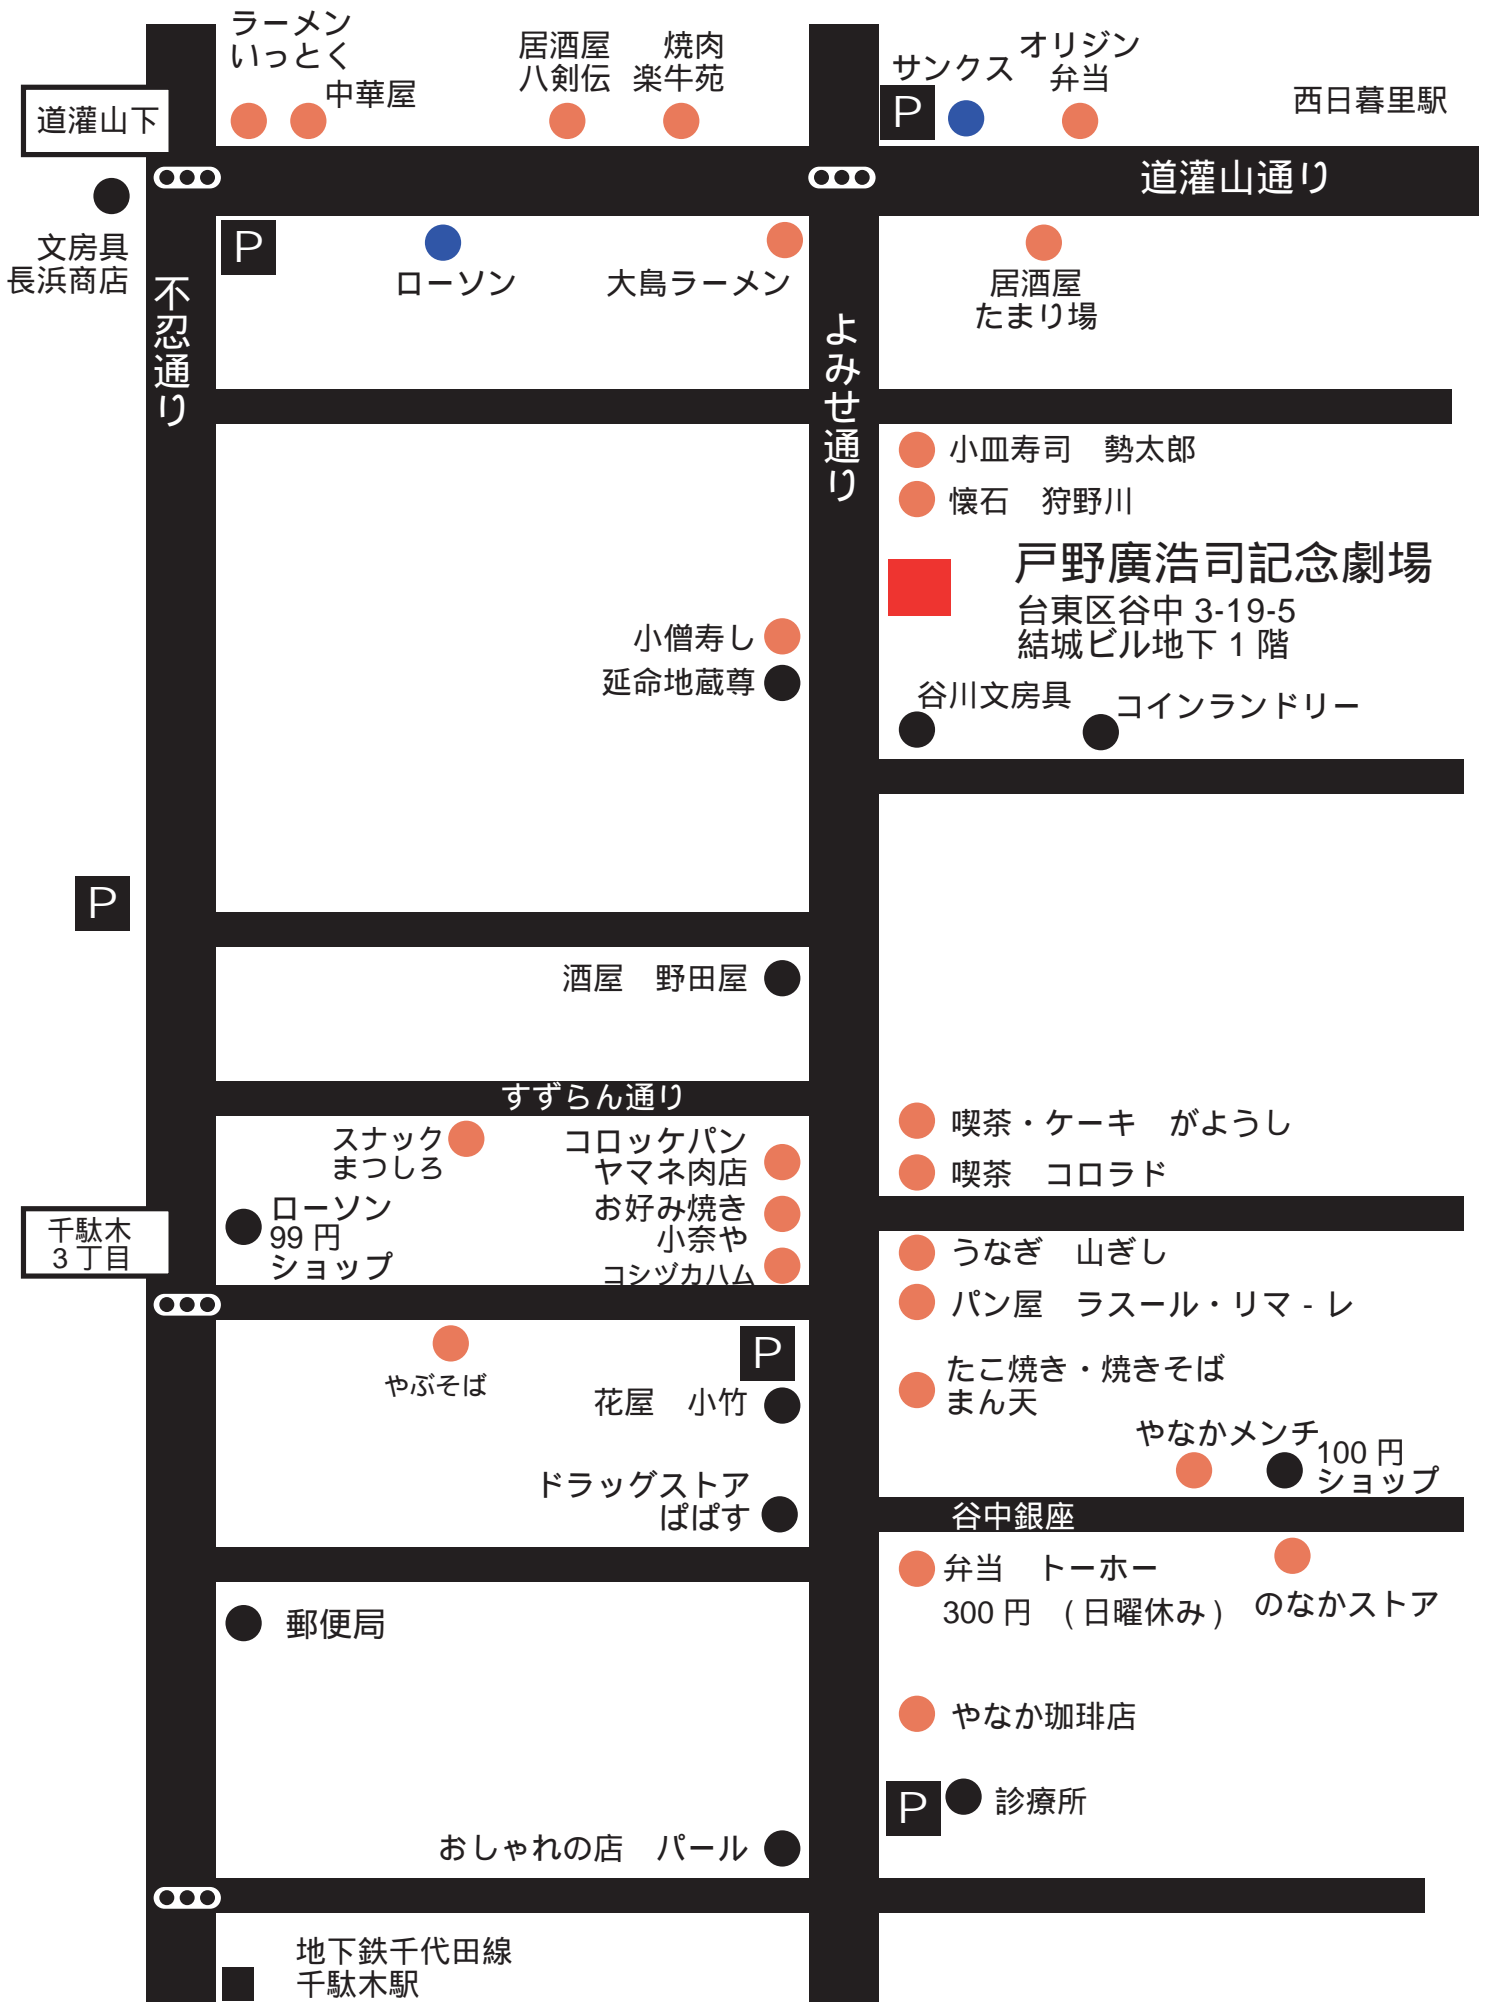 ラーメン
いっとく
中華屋
居酒屋
八剣伝
焼肉
楽牛苑
サンクス
オリジン
弁当
西日暮里駅
P
道灌山下
道灌山通り
文房具
長浜商店
P
ローソン
大島ラーメン
居酒屋
たまり場
不忍通り
よみせ通り
小皿寿司　勢太郎
懐石　狩野川
戸野廣浩司記念劇場
台東区谷中 3-19-5
結城ビル地下 1 階
小僧寿し
延命地蔵尊
谷川文房具
コインランドリー
P
酒屋　野田屋
すずらん通り
スナック
まつしろ
コロッケパン
ヤマネ肉店
喫茶・ケーキ　がようし
喫茶　コロラド
千駄木
3 丁目
ローソン
99 円
ショップ
お好み焼き
小奈や
コシヅカハム
うなぎ　山ぎし
パン屋　ラスール・リマ - レ
やぶそば
P
花屋　小竹
たこ焼き・焼きそば
まん天
やなかメンチ
100 円
ショップ
ドラッグストア
ぱぱす
谷中銀座
弁当　トーホー
300 円　( 日曜休み )
のなかストア
郵便局
やなか珈琲店
P
診療所
おしゃれの店　パール
地下鉄千代田線
千駄木駅